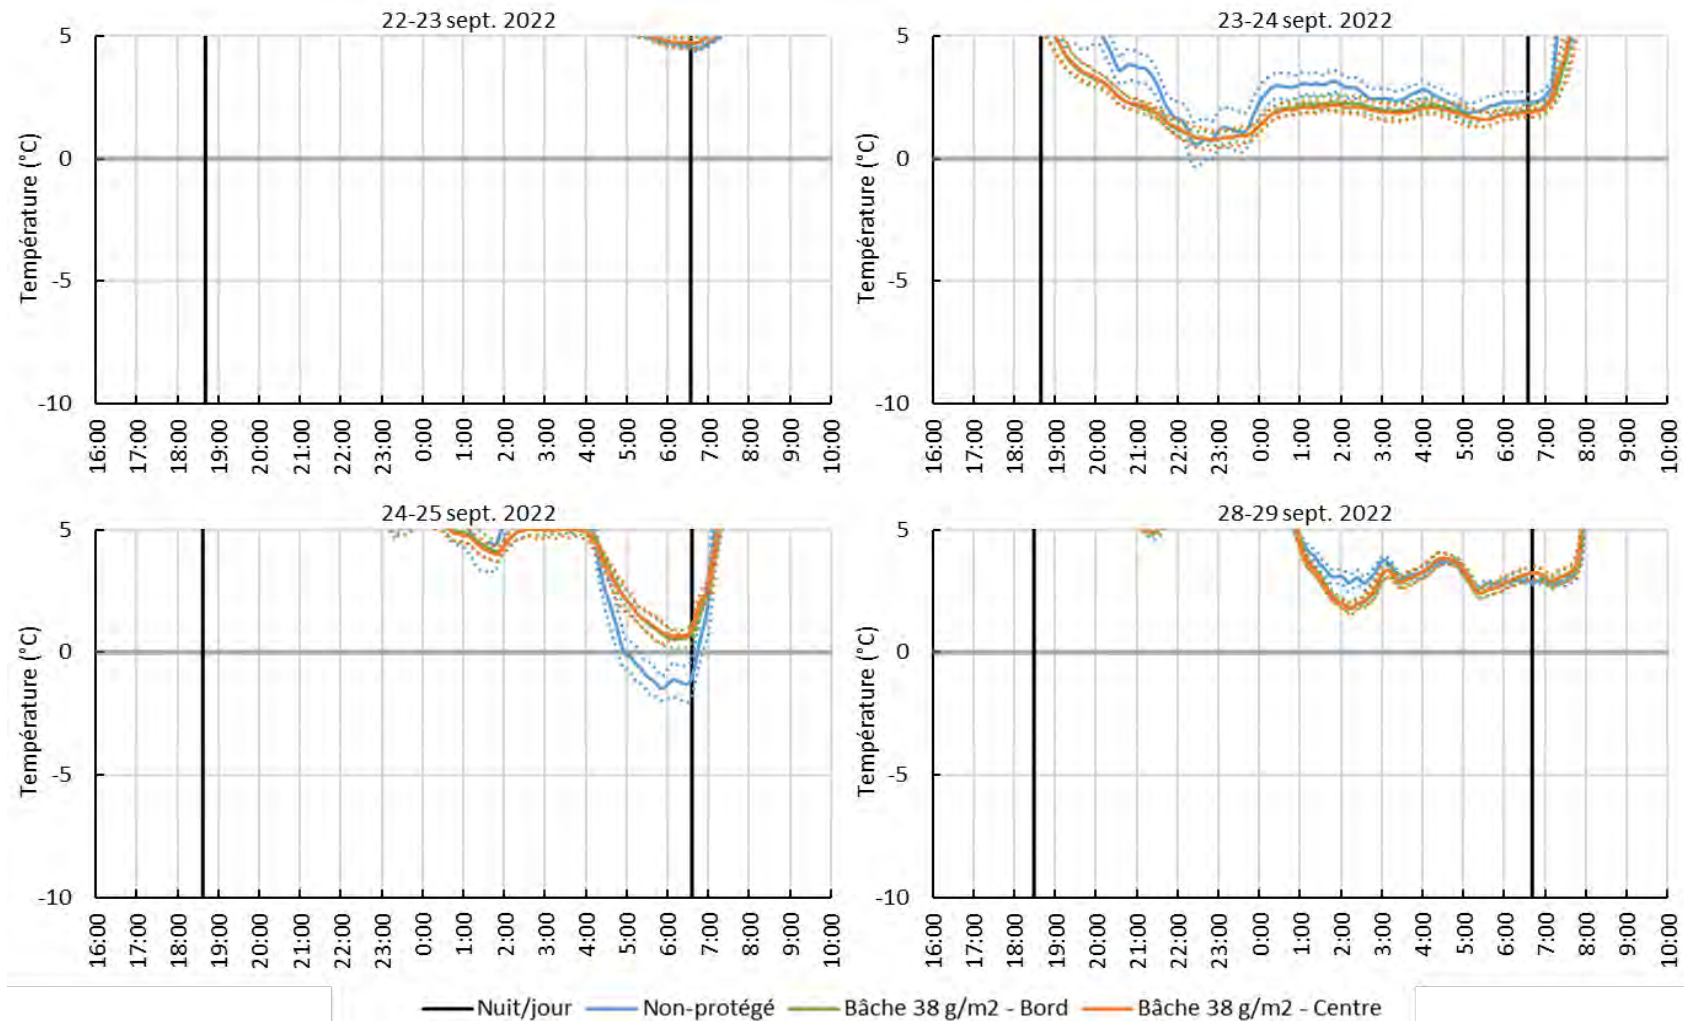 22-23 sept. 2022
5
0
-5
-10
Température (°C)
16:00 17:00 18:00 19:00 20:00 21:00 22:00 23:00 0:00 1:00 2:00 3:00 4:00 5:00 6:00 7:00 8:00 9:00 10:00
23-24 sept. 2022
5
0
-5
-10
Température (°C)
16:00 17:00 18:00 19:00 20:00 21:00 22:00 23:00 0:00 1:00 2:00 3:00 4:00 5:00 6:00 7:00 8:00 9:00 10:00
24-25 sept. 2022
5
0
-5
-10
Température (°C)
16:00 17:00 18:00 19:00 20:00 21:00 22:00 23:00 0:00 1:00 2:00 3:00 4:00 5:00 6:00 7:00 8:00 9:00 10:00
28-29 sept. 2022
5
0
-5
-10
Température (°C)
16:00 17:00 18:00 19:00 20:00 21:00 22:00 23:00 0:00 1:00 2:00 3:00 4:00 5:00 6:00 7:00 8:00 9:00 10:00
Nuit/jour Non-protégé Bâche 38 g/m2 - Bord Bâche 38 g/m2 - Centre